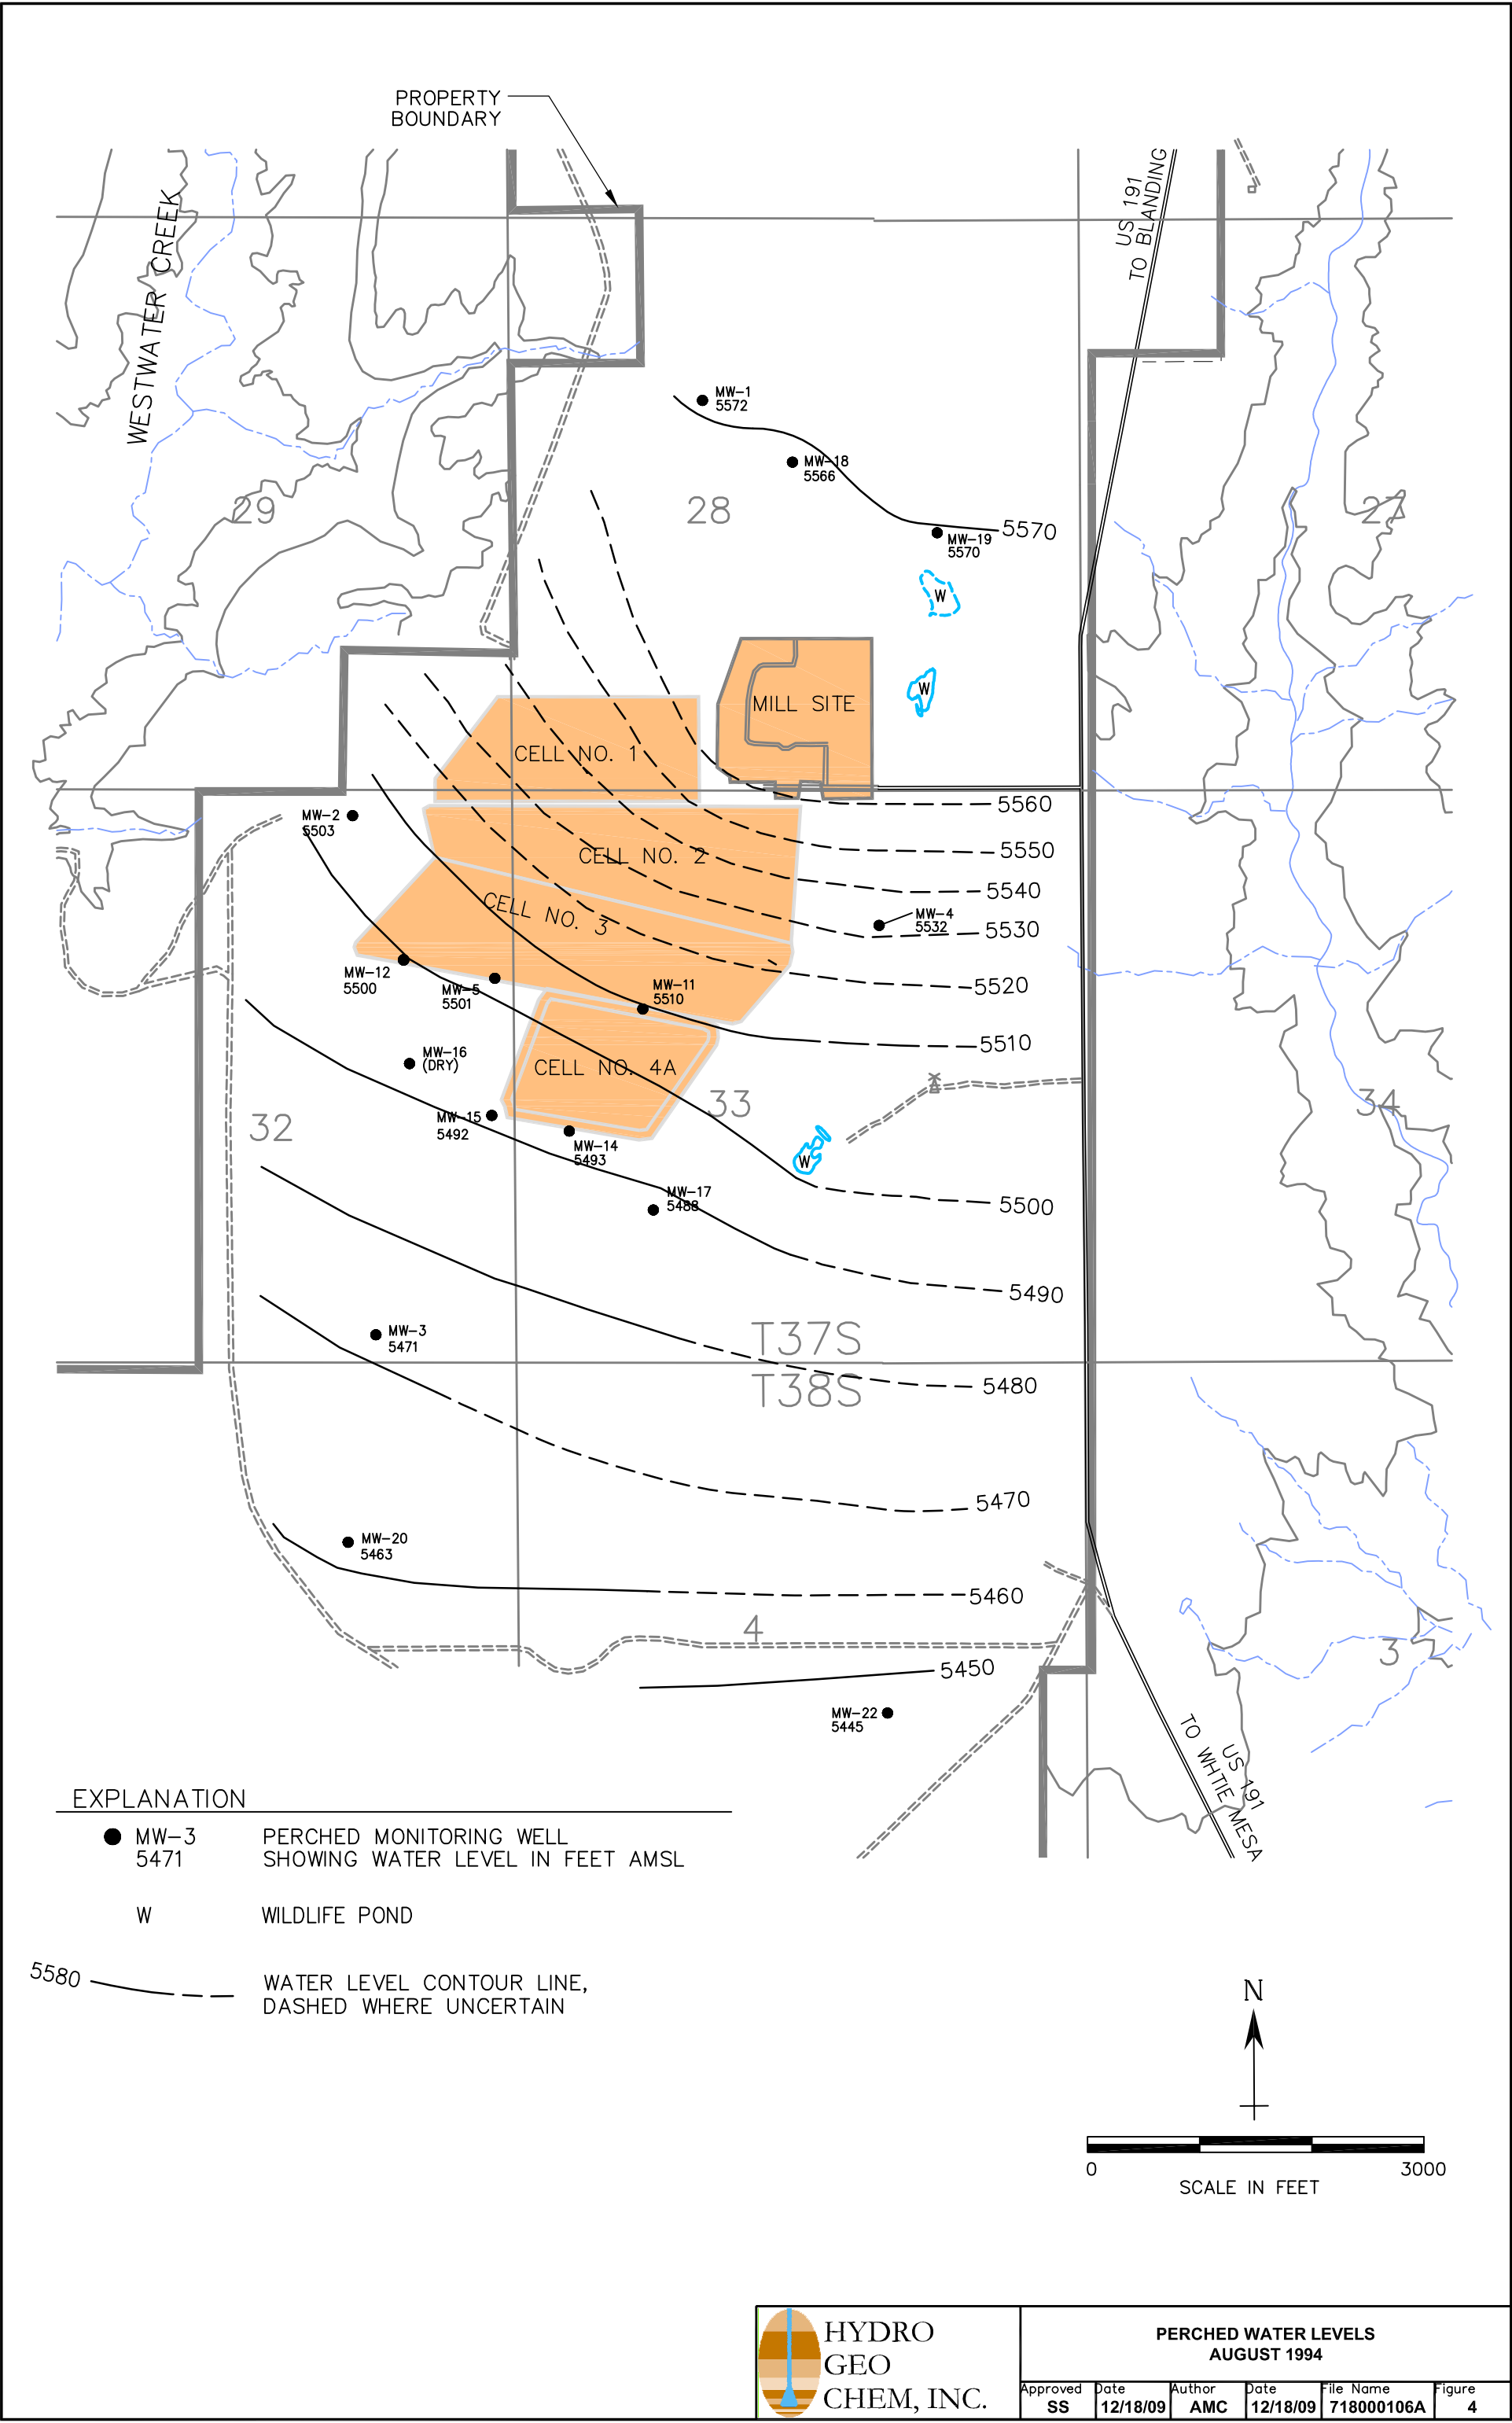 PROPERTY
BOUNDARY
WESTWATER CREEK
US 191
TO BLANDING
MW-1
5572
MW-18
5566
29
28
27
5570
MW-19
5570
W
W
MILL SITE
CELL NO. 1
5560
MW-2
5503
5550
CELL NO. 2
5540
CELL NO. 3
MW-4
5532
5530
MW-12
5500
MW-5
5501
MW-11
5510
5520
5510
MW-16
(DRY)
CELL NO. 4A
33
34
32
MW-15
5492
MW-14
5493
W
MW-17
5488
5500
5490
MW-3
5471
T37S
T38S
5480
5470
MW-20
5463
5460
4
3
5450
MW-22
5445
US 191
TO WHTIE MESA
EXPLANATION
MW-3
5471
PERCHED MONITORING WELL
SHOWING WATER LEVEL IN FEET AMSL
W
WILDLIFE POND
5580
WATER LEVEL CONTOUR LINE,
DASHED WHERE UNCERTAIN
N
0 3000
SCALE IN FEET
HYDRO
GEO
CHEM, INC.
PERCHED WATER LEVELS
AUGUST 1994
Approved Date Author Date File Name Figure
SS 12/18/09 AMC 12/18/09 718000106A 4